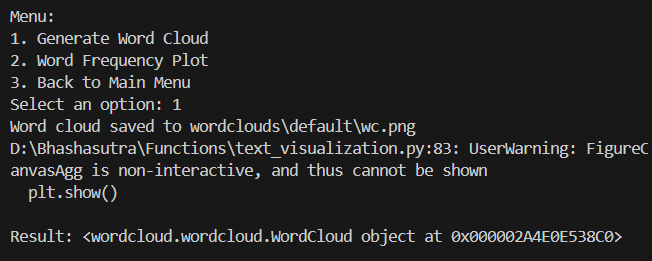 Menu:
1. Generate Word Cloud
2. Word Frequency Plot
3. Back to Main Menu
Select an option: 1
Word cloud saved to wordclouds\default\wc.png
D:\Bhashasutra\Functions\text_visualization.py:83: UserWarning: FigureC
anvasAgg is non-interactive, and thus cannot be shown
  plt.show()

Result: <wordcloud.wordcloud.WordCloud object at 0x000002A4E0E538C0>